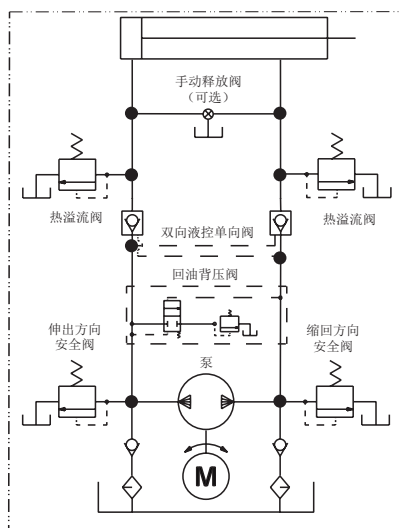 手动释放阀
（可选）
热溢流阀
热溢流阀
双向液控单向阀
回油背压阀
伸出方向
安全阀
缩回方向
安全阀
泵
M